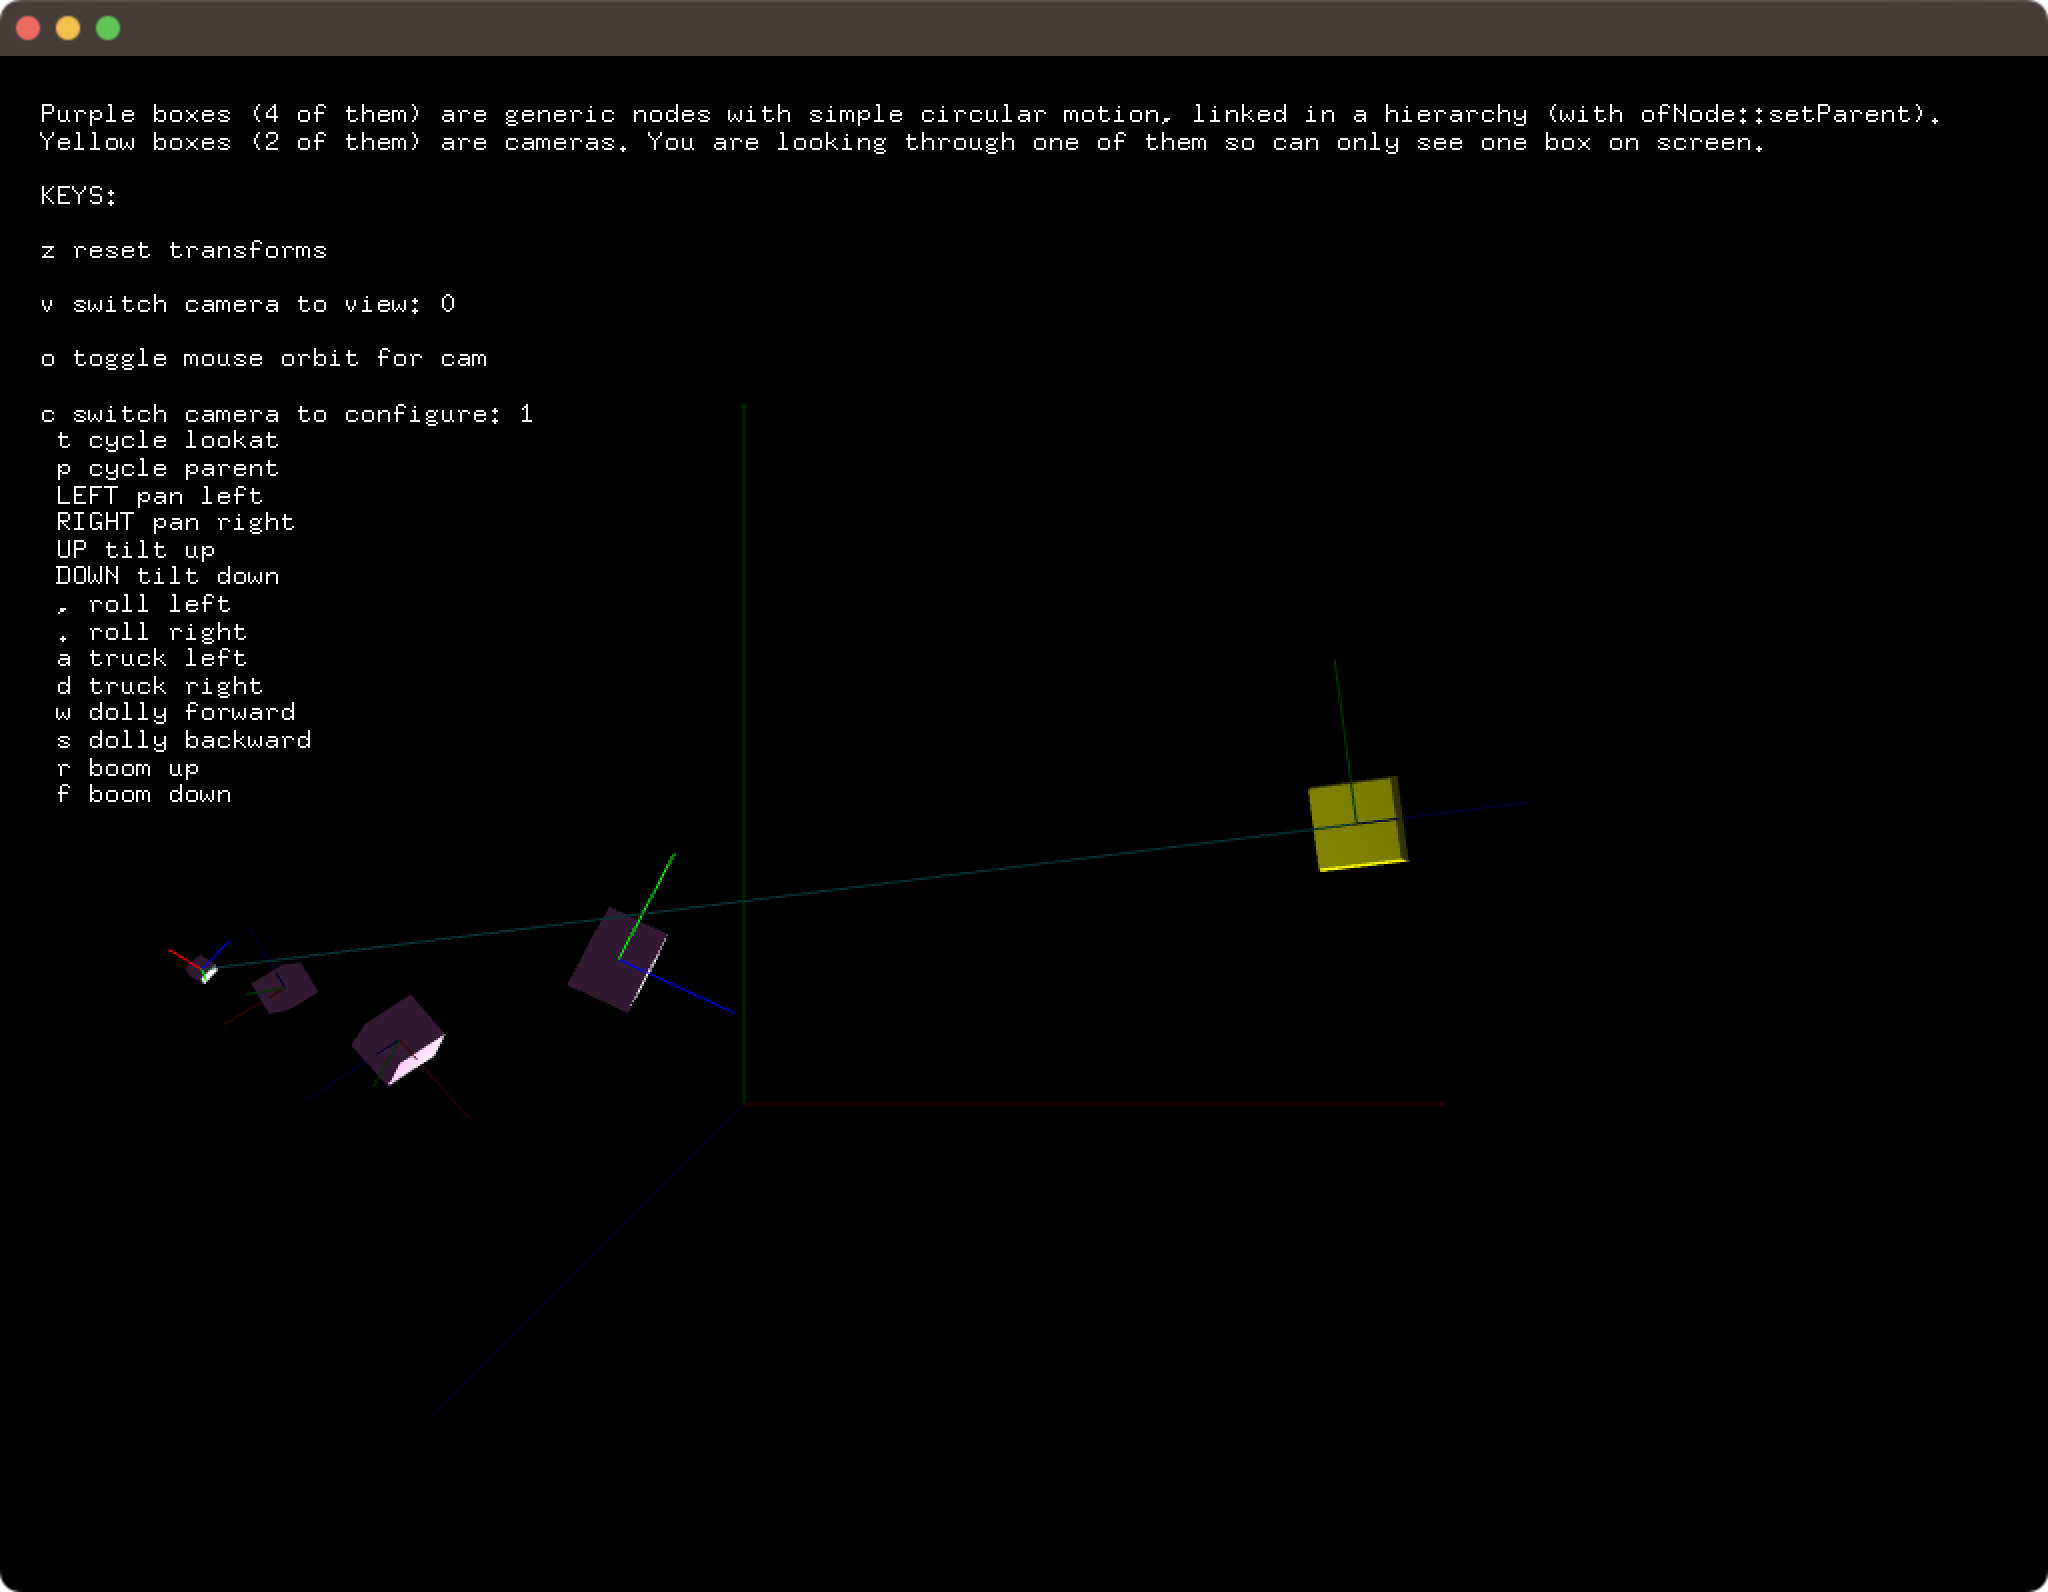 Purple boxes (4 of them) are generic nodes with simple circular motion, linked in a hierarchy (with ofNode::setParent).
Yellow boxes (2 of them) are cameras. You are looking through one of them so can only see one box on screen.
KEYS:
z reset transforms
v switch camera to view: 0
o toggle mouse orbit for cam
c switch camera to configure: 1
t cycle lookat
p cycle parent
LEFT pan left
RIGHT pan right
UP tilt up
DOWN tilt down
, roll left
. roll right
a truck left
d truck right
w dolly forward
s dolly backward
r boom up
f boom down